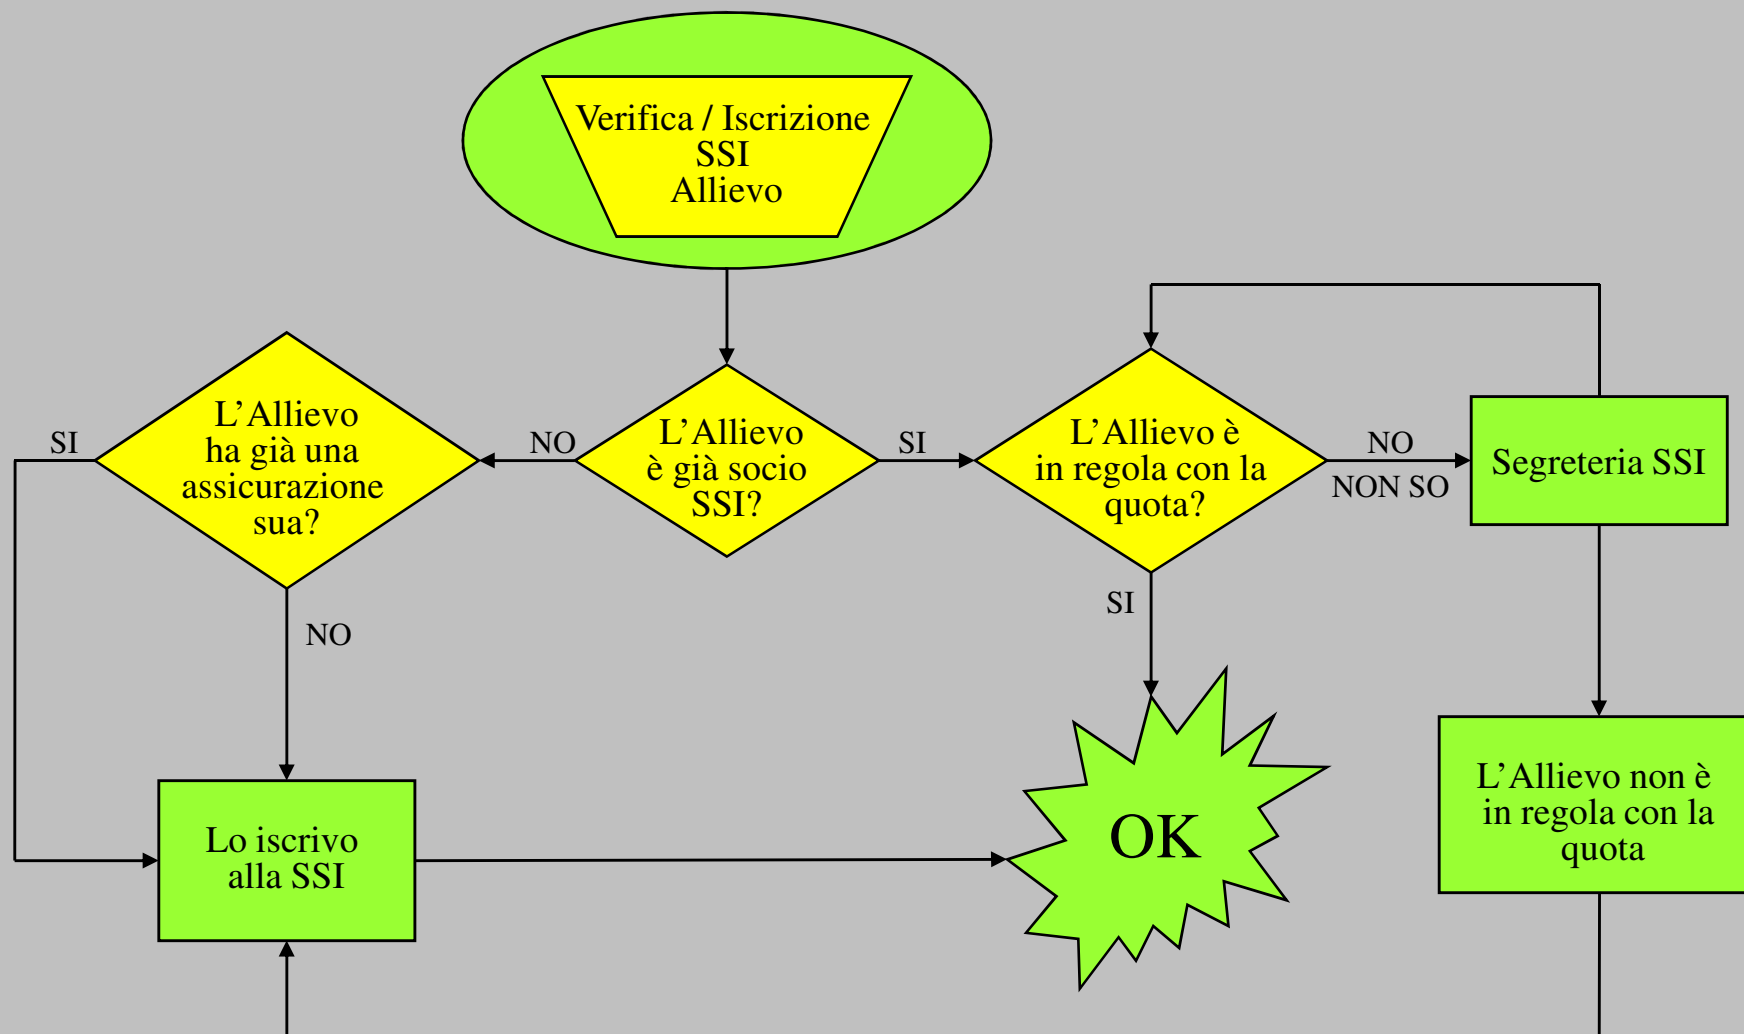 Verifica / Iscrizione
SSI
Allievo
L’Allievo
ha già una
assicurazione
sua?
SI
NO
NO
L’Allievo
è già socio
SSI?
SI
L’Allievo è
in regola con la
quota?
NO
NON SO
SI
Segreteria SSI
Lo iscrivo
alla SSI
OK
L’Allievo non è
in regola con la
quota